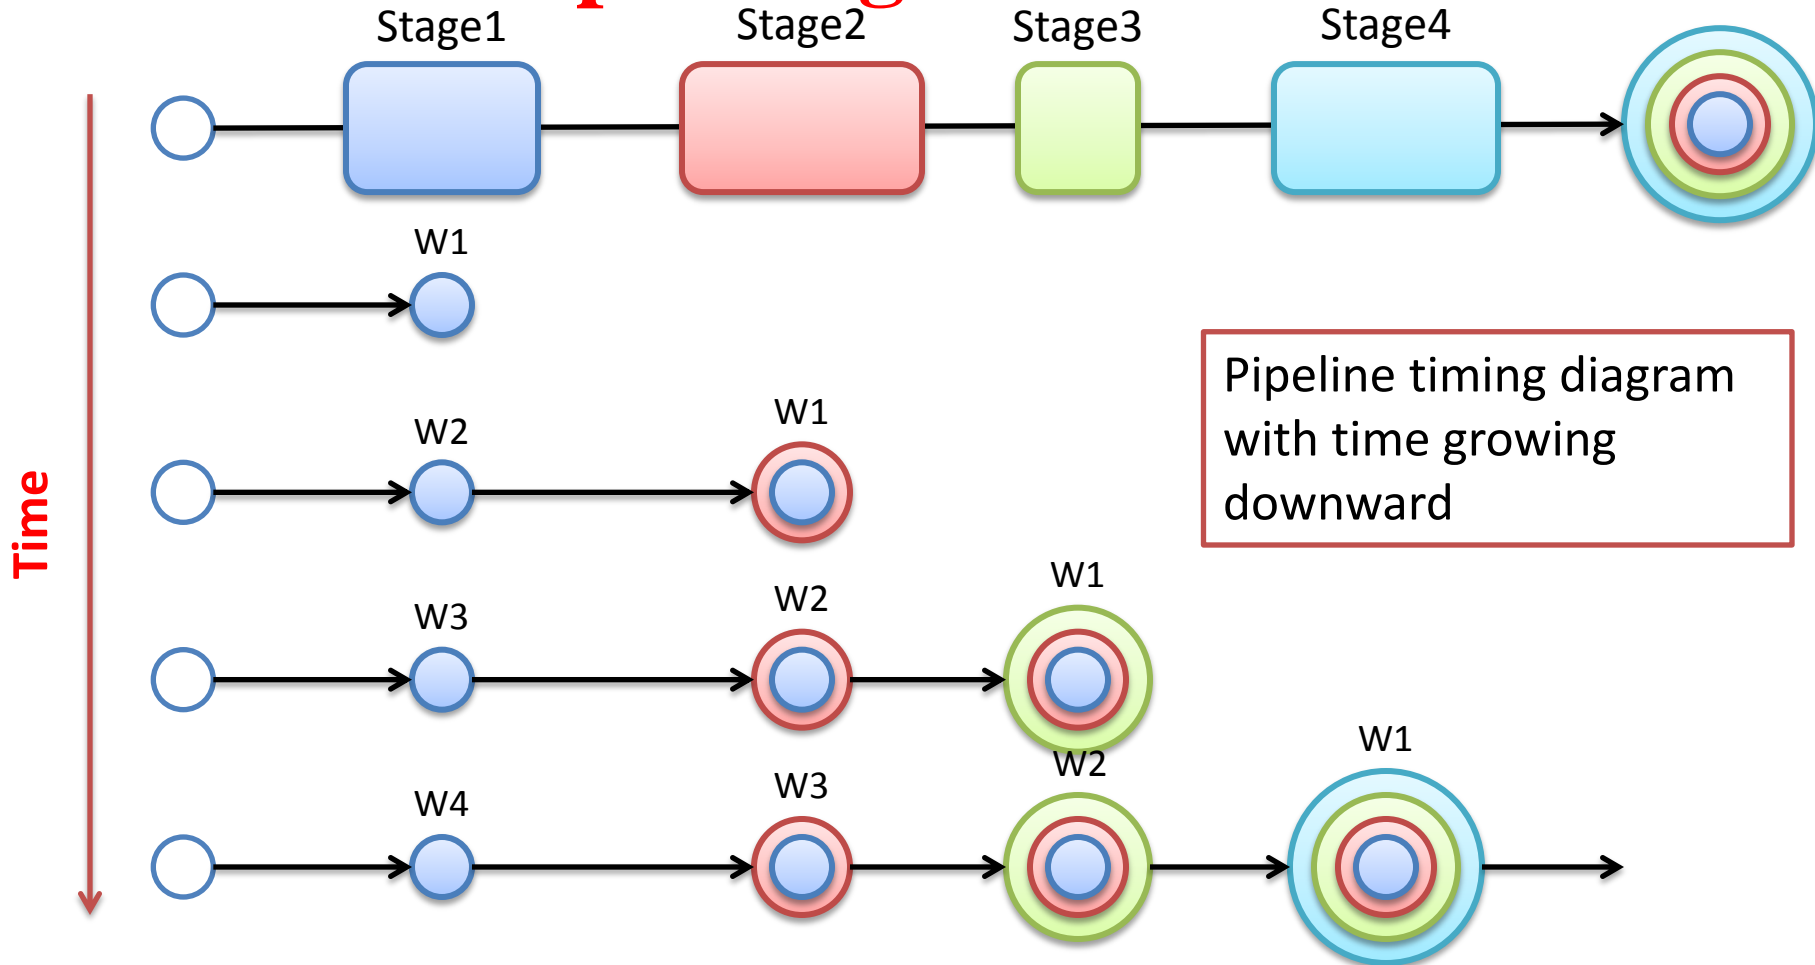 Stage1 Stage2 Stage3 Stage4
W1
Pipeline timing diagram
with time growing
downward
W2 W1
Time
W3 W2 W1
W4 W3 W2 W1